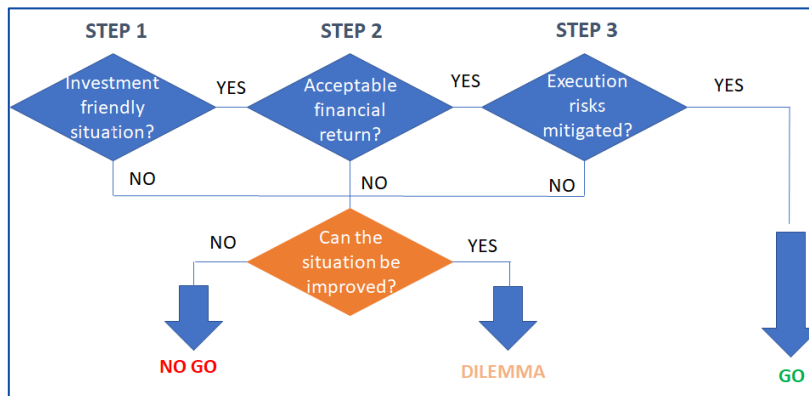 STEP 1
STEP 2
STEP 3
Investment
friendly
situation?
YES
Acceptable
financial
return?
YES
Execution
risks
mitigated?
YES
NO
NO
NO
NO
Can the
situation be
improved?
YES
NO GO
DILEMMA
GO